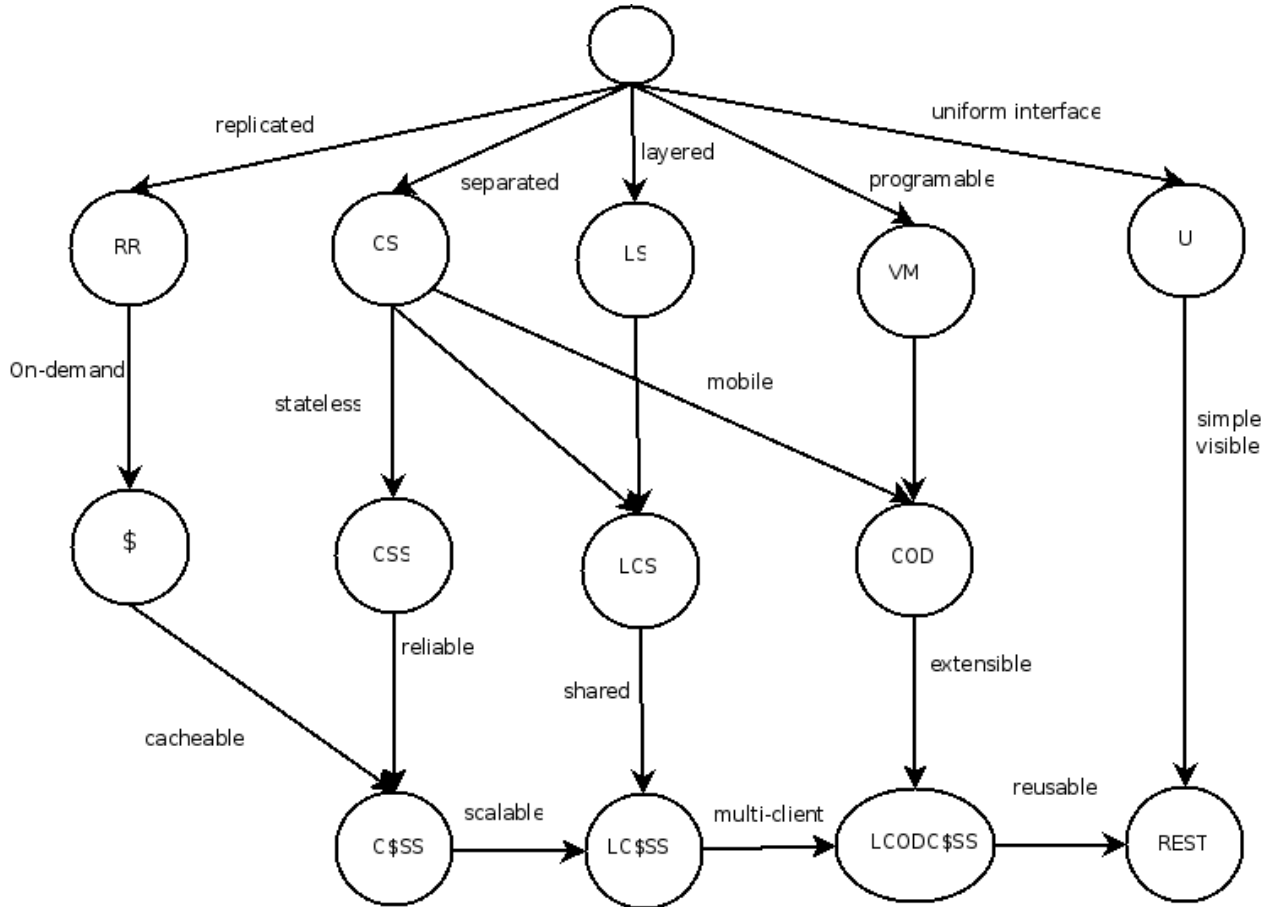 uniform interface
replicated
layered
separated
programable
RR
CS
LS
VM
U
On-demand
stateless
mobile
simple
visible
$
CSS
LCS
COD
reliable
extensible
shared
cacheable
scalable
multi-client
reusable
C$SS
LC$SS
LCODC$SS
REST